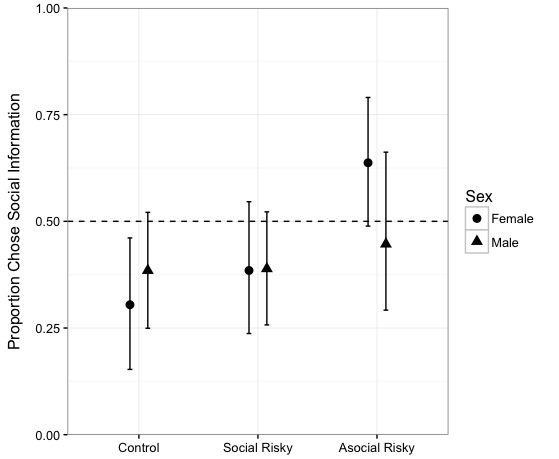 Proportion Chose Social Information
1.00
0.75
0.50
0.25
0.00
Control
Social Risky
Asocial Risky
Sex
Female
Male